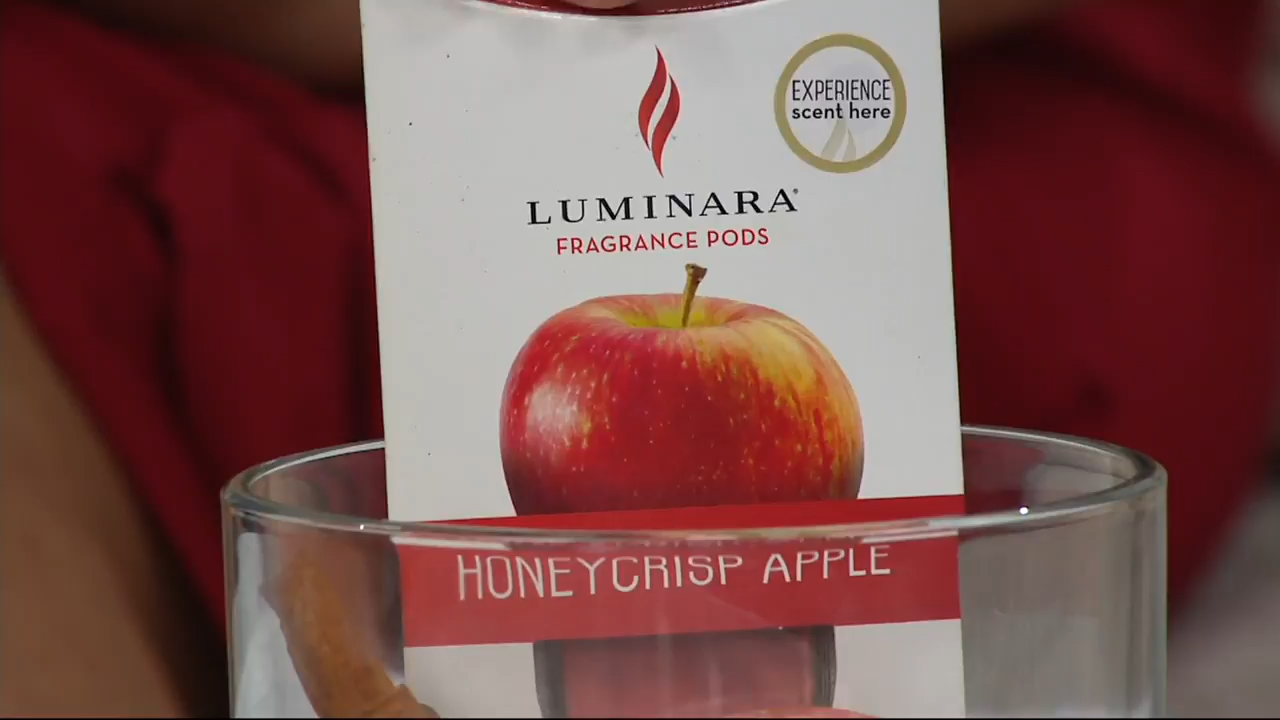 EXPERIENCE
scent here
LUMINARA®
FRAGRANCE PODS
HONEYCRISP APPLE